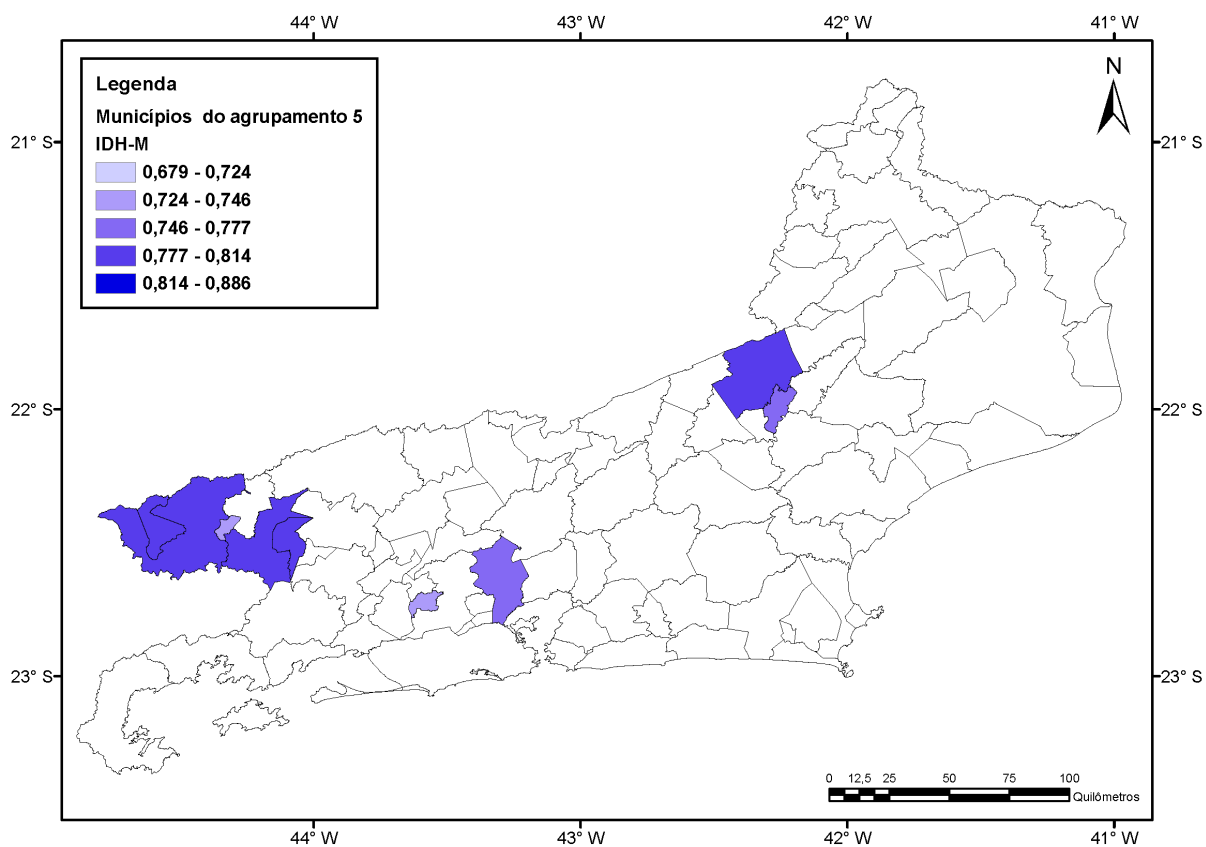 44° W 43° W 42° W 41° W
Legenda
Municípios do agrupamento 5
IDH-M
0,679 - 0,724
0,724 - 0,746
0,746 - 0,777
0,777 - 0,814
0,814 - 0,886
N
21° S 21° S
22° S 22° S
23° S 23° S
0 12,5 25 50 75 100
Quilômetros
44° W 43° W 42° W 41° W